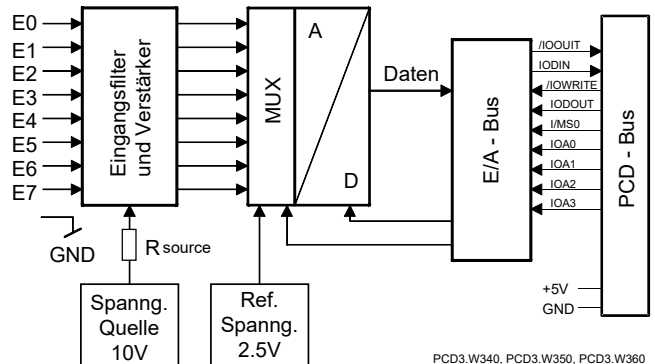 E0
E1
E2
E3
E4
E5
E6
E7
GND
Eingangsfilter
und Verstärker
R source
Spanng.
Quelle
10V
MUX
A
D
Ref.
Spanng.
2.5V
Daten
E/A - Bus
/IOQUIT
IODIN
/IOWRITE
IODOUT
I/MS0
IOA0
IOA1
IOA2
IOA3
+5V
GND
PCD - Bus
PCD3.W340, PCD3.W350, PCD3.W360